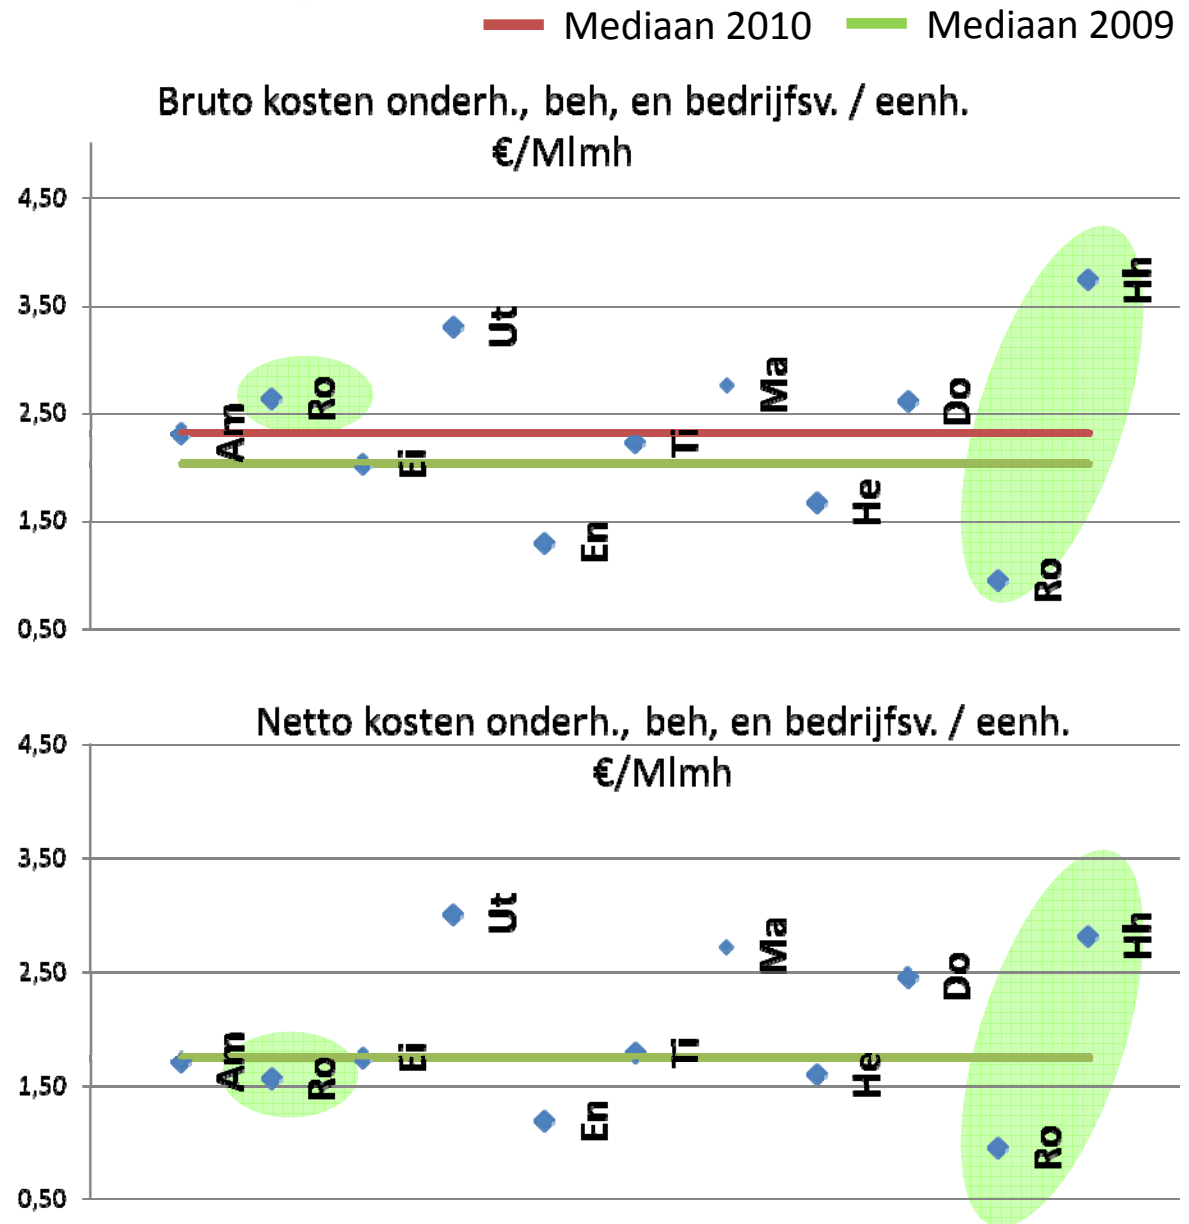 Mediaan 2010 Mediaan 2009
Bruto kosten onderh., beh, en bedrijfsv. / eenh.
€/Mlmh
4,50
3,50
2,50
1,50
0,50
Am
Ro
Ei
Ut
En
Ti
Ma
He
Do
Ro
Hh
Netto kosten onderh., beh, en bedrijfsv. / eenh.
€/Mlmh
4,50
3,50
2,50
1,50
0,50
Am
Ro
Ei
Ut
En
Ti
Ma
He
Do
Ro
Hh